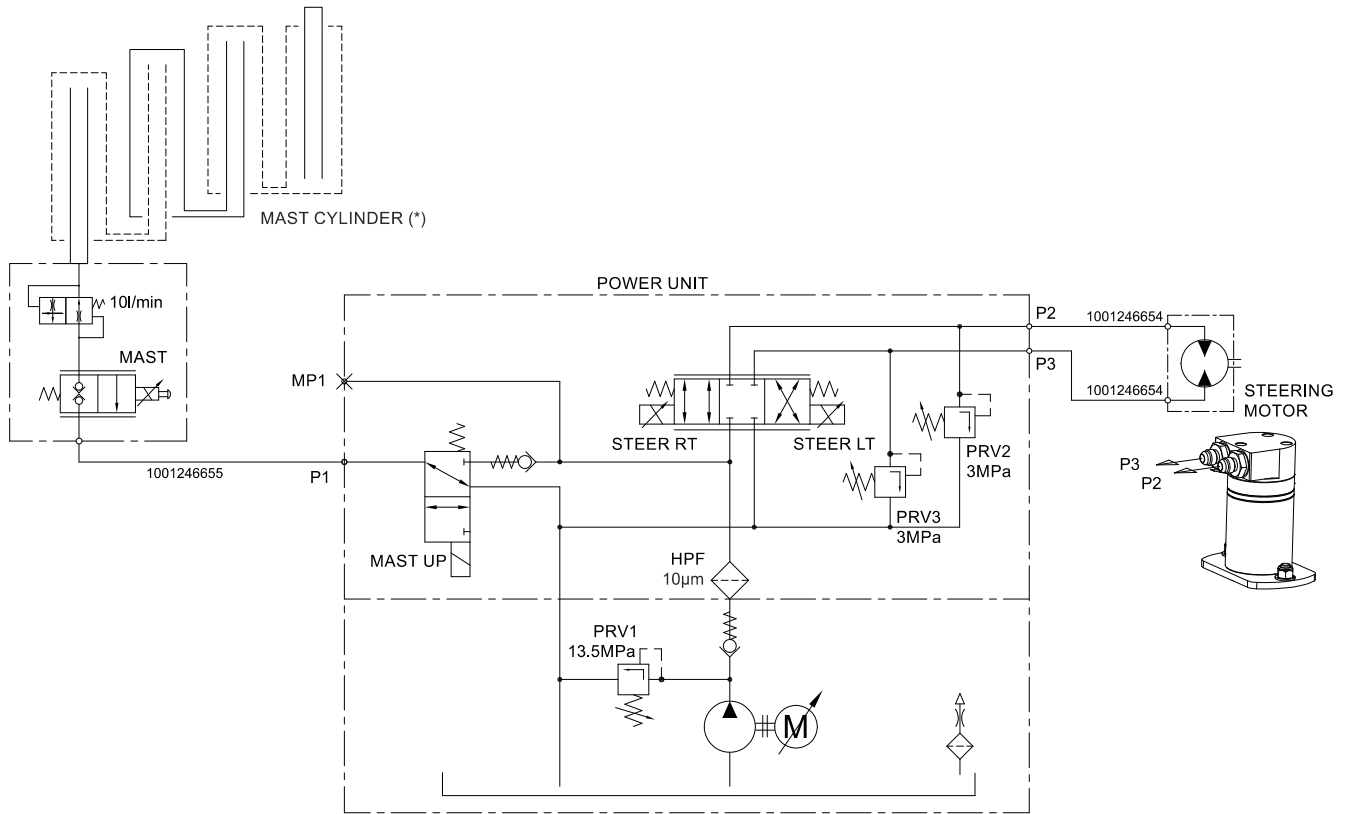 MAST CYLINDER (*)
10l/min
MAST
1001246655
POWER UNIT
MP1
P1
MAST UP
STEER RT
STEER LT
PRV2
3MPa
PRV3
3MPa
HPF
10µm
PRV1
13.5MPa
M
P2
P3
1001246654
1001246654
STEERING
MOTOR
P3
P2